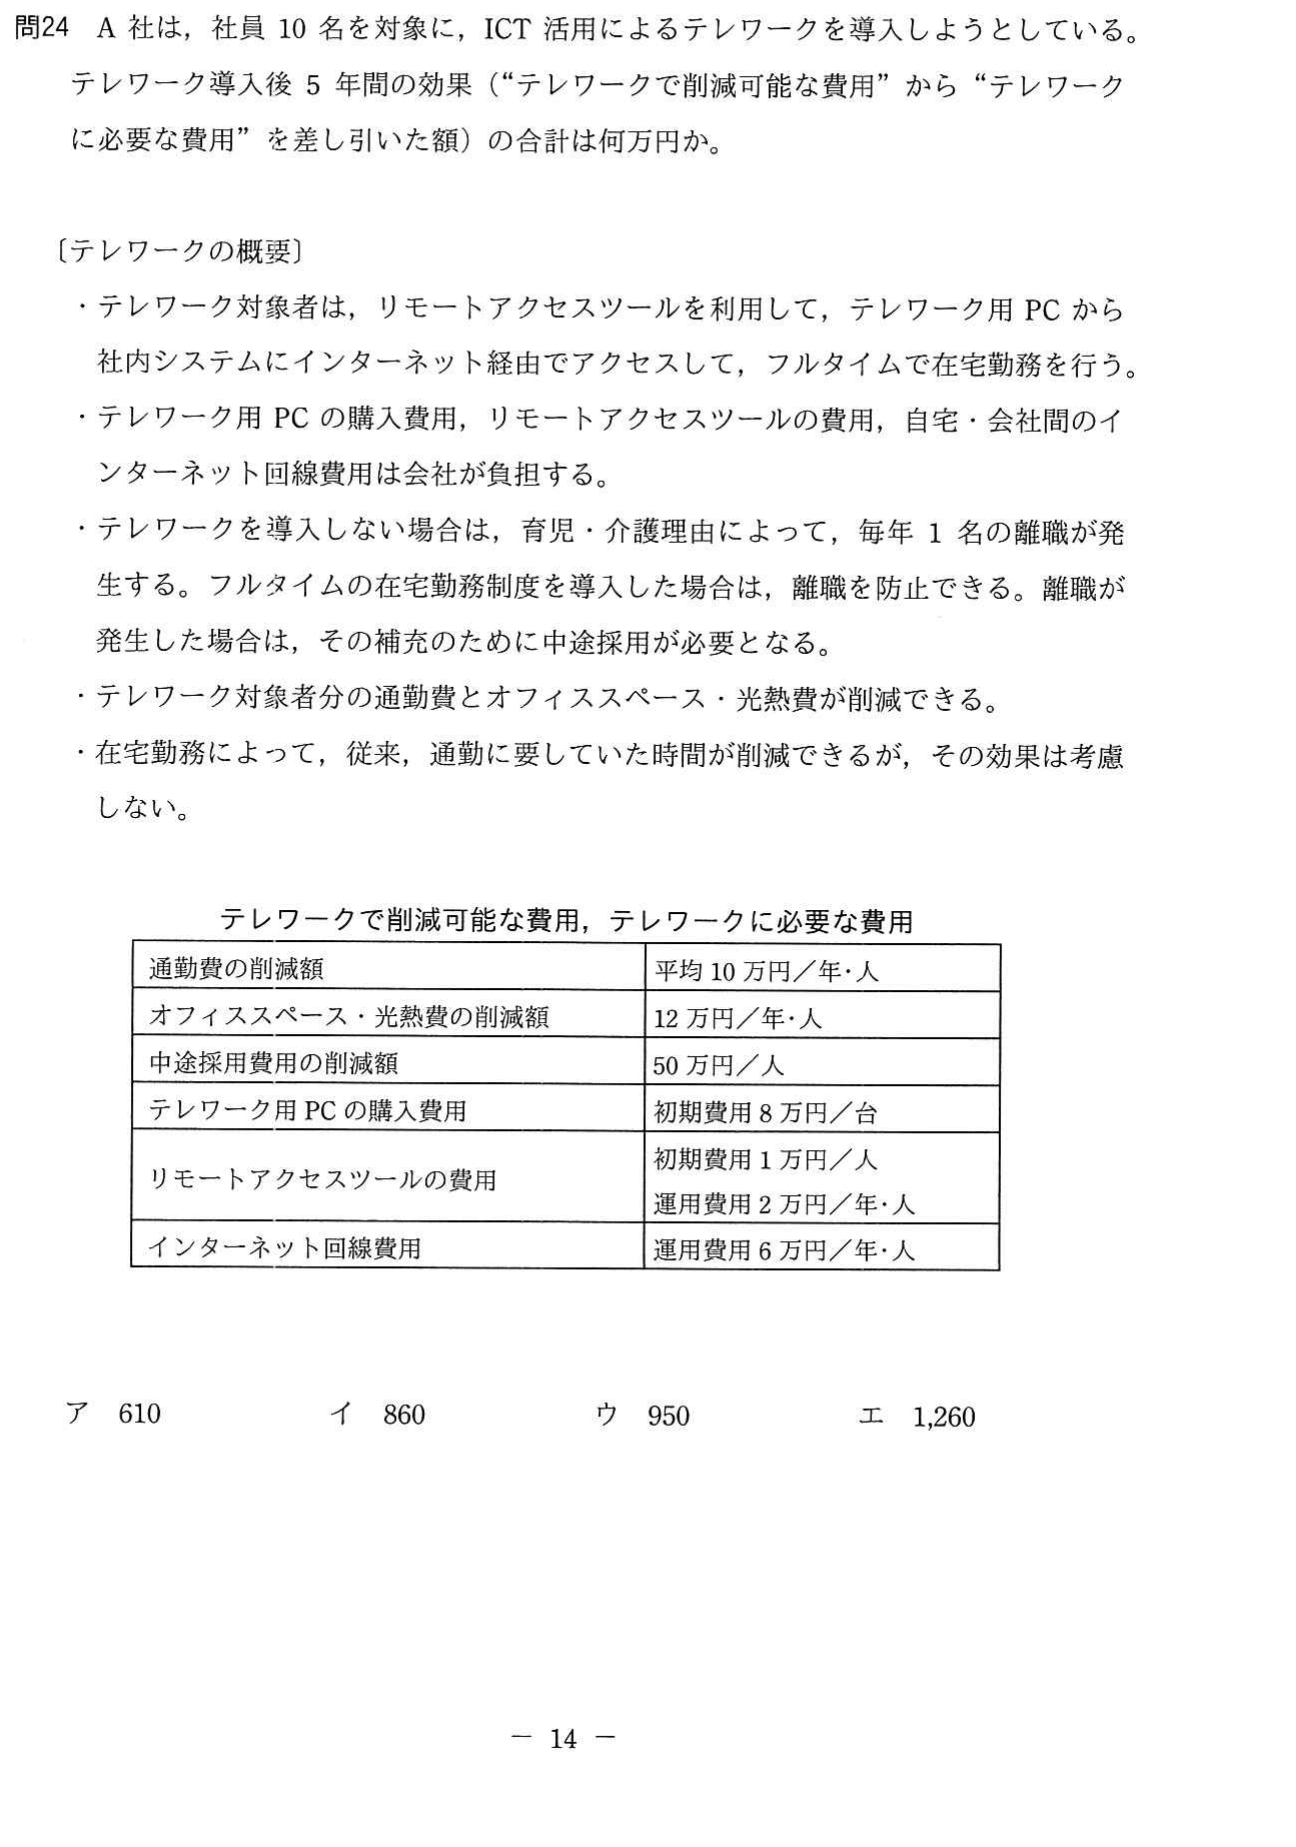 問24 A 社は，社員 10 名を対象に，ICT 活用によるテレワークを導入しようとしている。
テレワーク導入後 5 年間の効果（“テレワークで削減可能な費用” から “テレワーク
に必要な費用” を差し引いた額）の合計は何万円か。
〔テレワークの概要〕
・テレワーク対象者は，リモートアクセスツールを利用して，テレワーク用 PC から
社内システムにインターネット経由でアクセスして，フルタイムで在宅勤務を行う。
・テレワーク用 PC の購入費用，リモートアクセスツールの費用，自宅・会社間のイ
ンターネット回線費用は会社が負担する。
・テレワークを導入しない場合は，育児・介護理由によって，毎年 1 名の離職が発
生する。フルタイムの在宅勤務制度を導入した場合は，離職を防止できる。離職が
発生した場合は，その補充のために中途採用が必要となる。
・テレワーク対象者分の通勤費とオフィススペース・光熱費が削減できる。
・在宅勤務によって，従来，通勤に要していた時間が削減できるが，その効果は考慮
しない。
テレワークで削減可能な費用，テレワークに必要な費用
通勤費の削減額 平均 10 万円／年・人
オフィススペース・光熱費の削減額 12 万円／年・人
中途採用費用の削減額 50 万円／人
テレワーク用 PC の購入費用 初期費用 8 万円／台
リモートアクセスツールの費用 初期費用 1 万円／人
運用費用 2 万円／年・人
インターネット回線費用 運用費用 6 万円／年・人
ア 610 イ 860 ウ 950 エ 1,260
－ 14 －